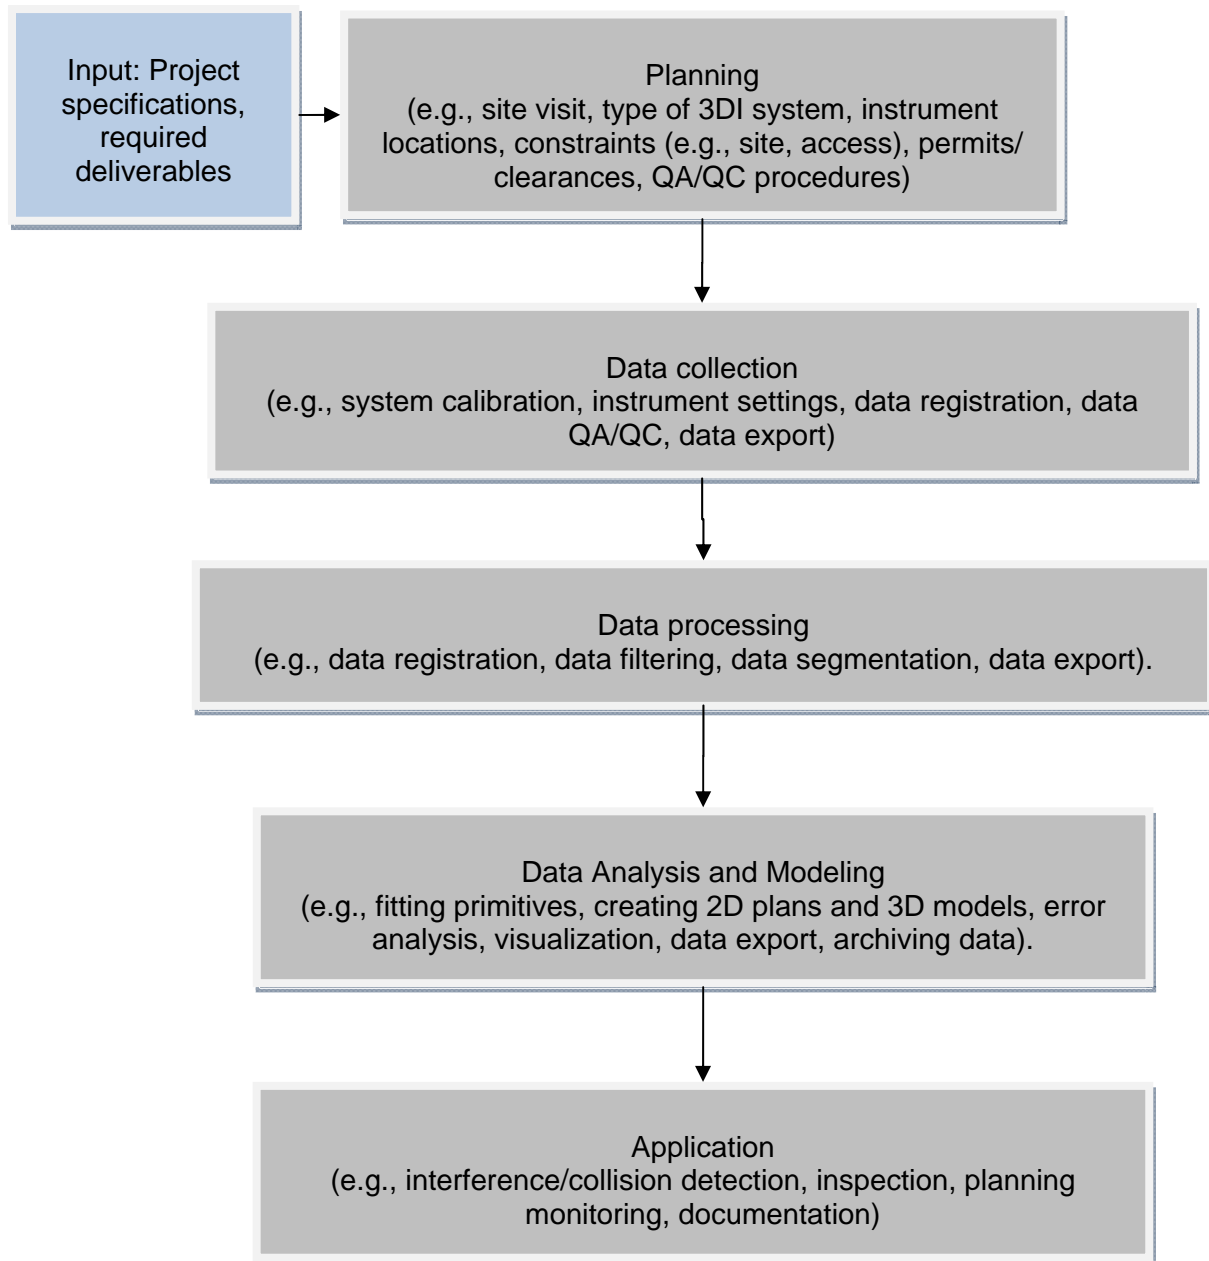 Input: Project
specifications,
required
deliverables
Planning
(e.g., site visit, type of 3DI system, instrument
locations, constraints (e.g., site, access), permits/
clearances, QA/QC procedures)
Data collection
(e.g., system calibration, instrument settings, data registration, data
QA/QC, data export)
Data processing
(e.g., data registration, data filtering, data segmentation, data export).
Data Analysis and Modeling
(e.g., fitting primitives, creating 2D plans and 3D models, error
analysis, visualization, data export, archiving data).
Application
(e.g., interference/collision detection, inspection, planning
monitoring, documentation)